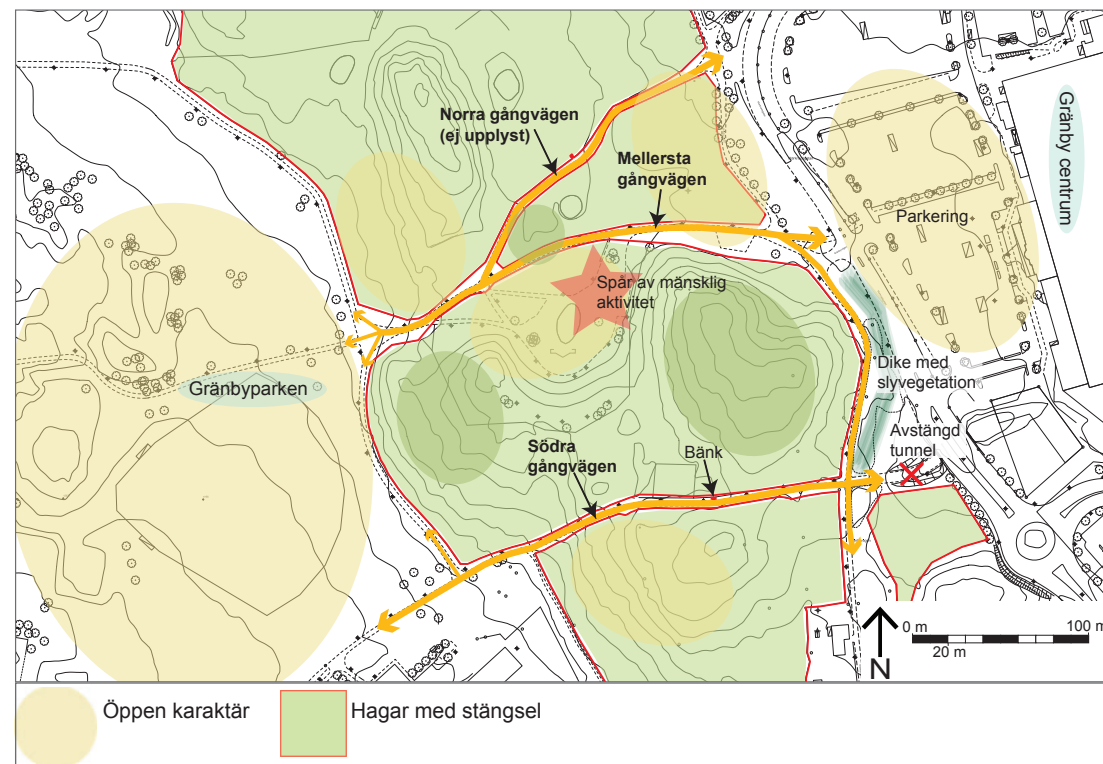 Norra gångvägen
(ej upplyst)
Mellersta
gångvägen
Gränby centrum
Parkering
Spår av mänsklig
aktivitet
Dike med
slyvegetation
Gränbyparken
Avstängd
tunnel
Södra
gångvägen
Bänk
0 m
100 m
20 m
N
Öppen karaktär
Hagar med stängsel